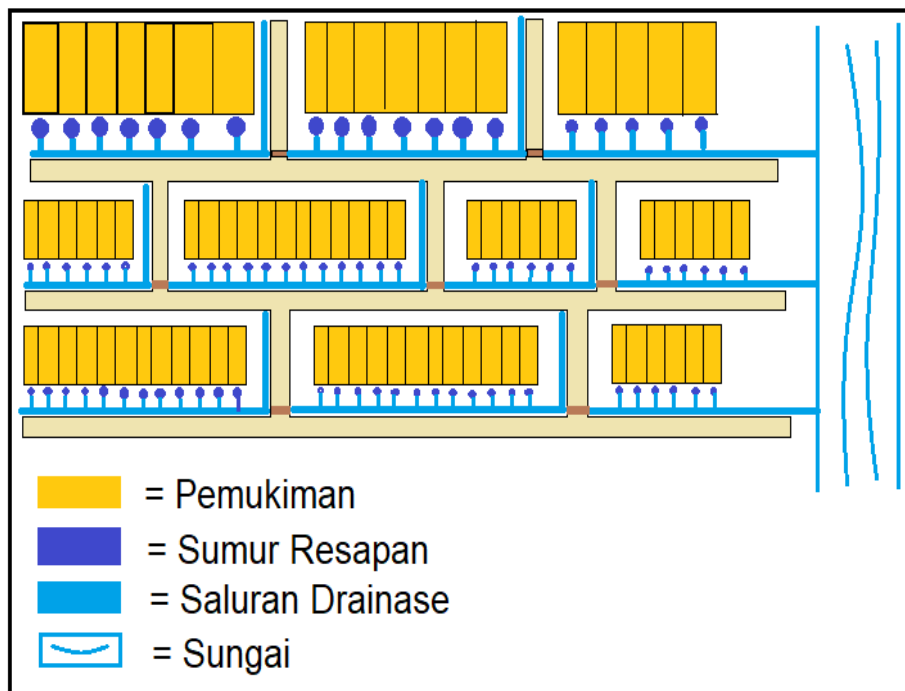 = Pemukiman
= Sumur Resapan
= Saluran Drainase
= Sungai